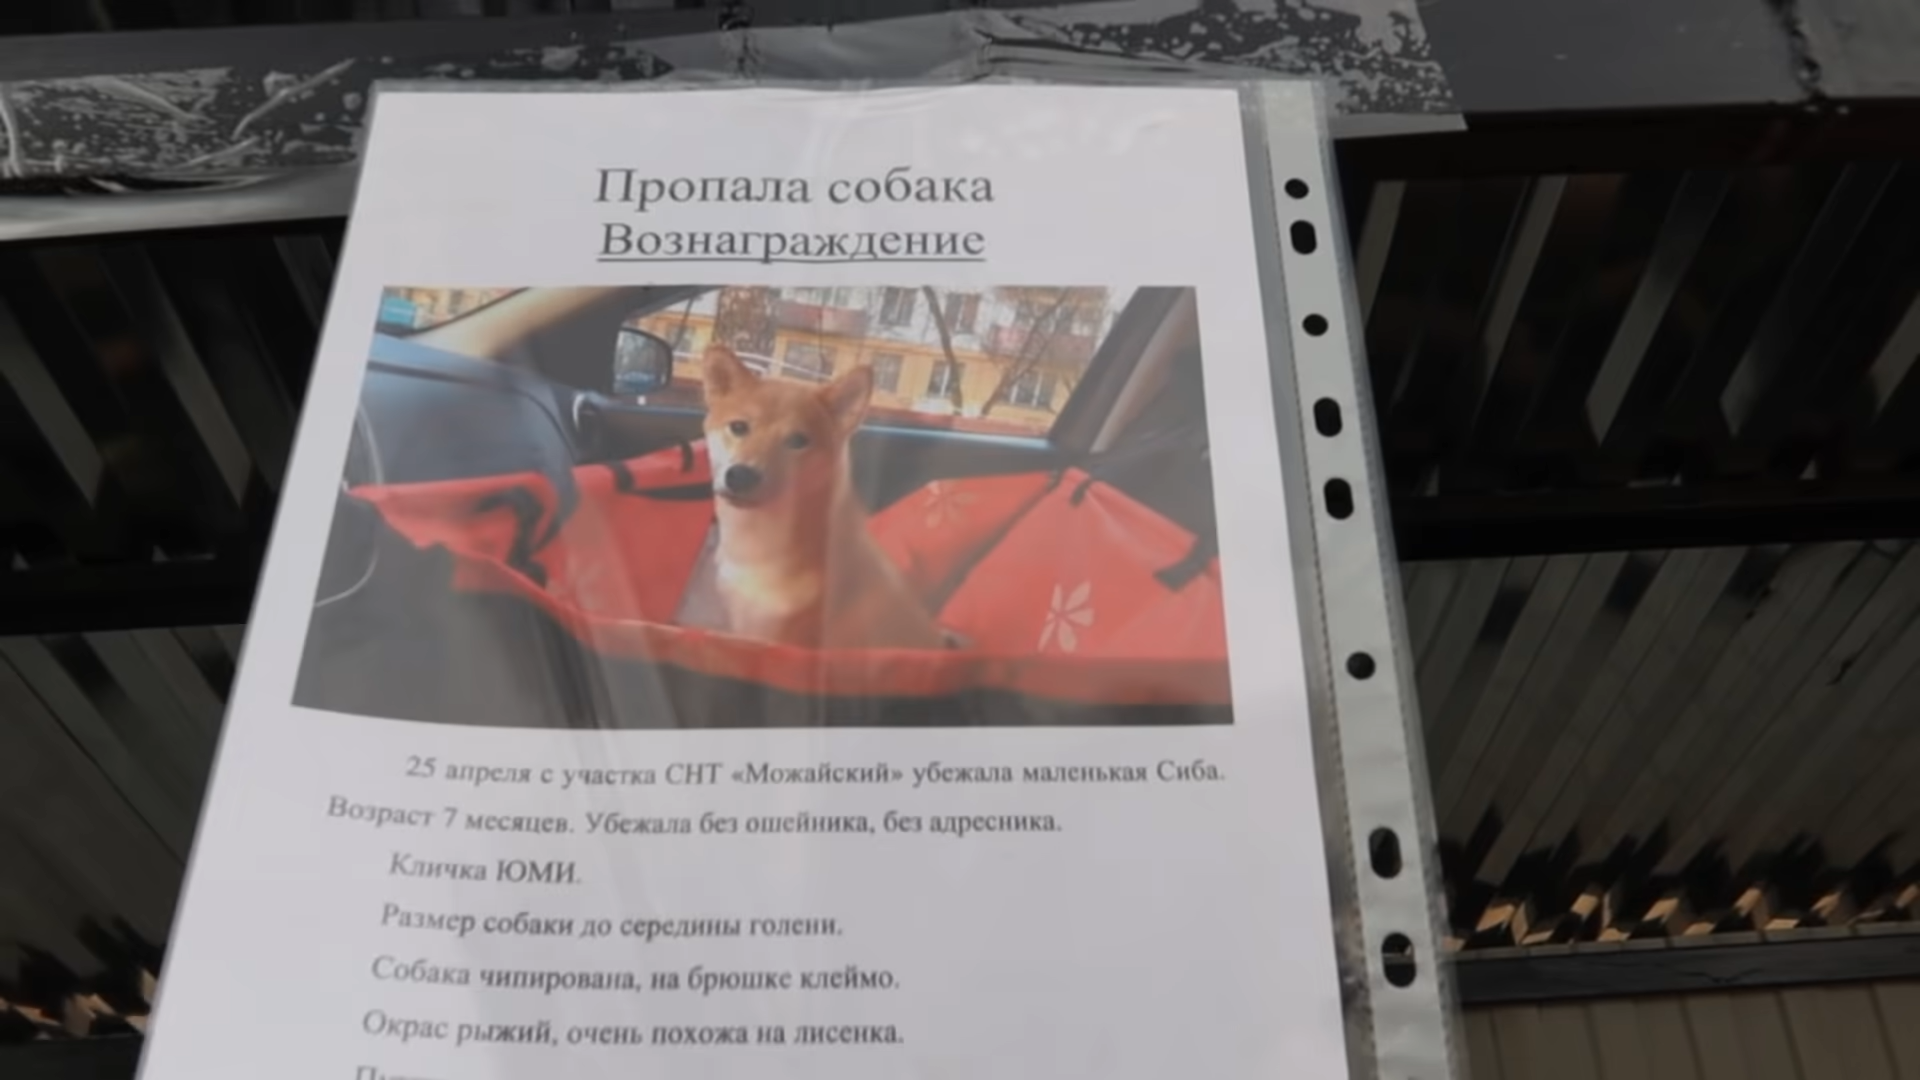 Пропала собака
Вознаграждение
25 апреля с участка СНТ «Можайский» убежала маленькая Сиба.
Возраст 7 месяцев. Убежала без ошейника, без адресника.
Кличка ЮМИ.
Размер собаки до середины голени.
Собака чипирована, на брюшке клеймо.
Окрас рыжий, очень похожа на лисенка.